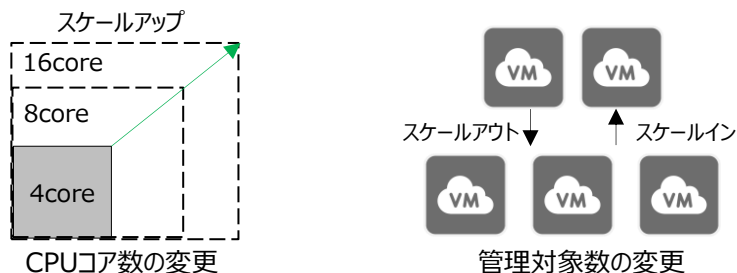 スケールアップ
16core
8core
4core
CPUコア数の変更
VM
VM
スケールアウト
スケールイン
VM
VM
VM
管理対象数の変更